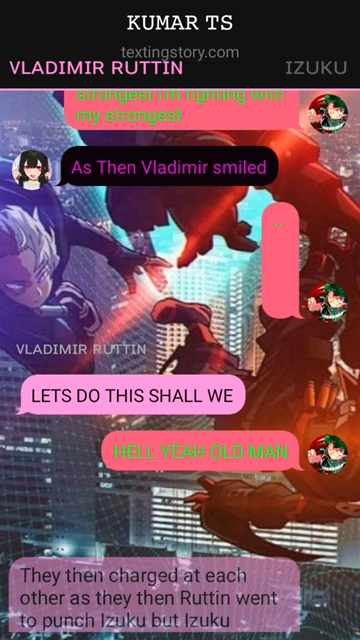 KUMAR TS
textingstory.com
VLADIMIR RUTTIN
IZUKU
strongest i'm fighting with
my strongest
As Then Vladimir smiled
VLADIMIR RUTTIN
LETS DO THIS SHALL WE
HELL YEAH OLD MAN
They then charged at each
other as they then Ruttin went
to punch Izuku but Izuku